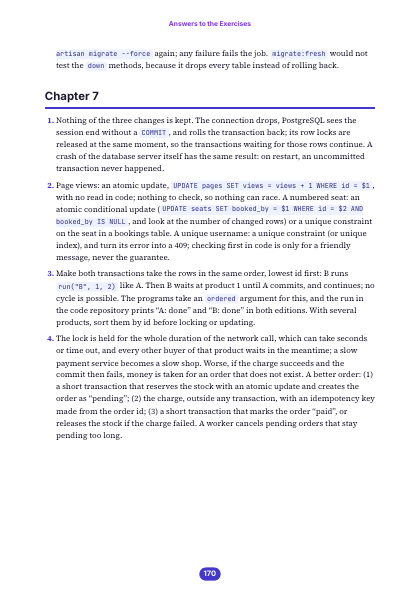 Answers to the Exercises
artisan migrate --force again; any failure fails the job. migrate:fresh would not
test the down methods, because it drops every table instead of rolling back.
Chapter 7
1. Nothing of the three changes is kept. The connection drops, PostgreSQL sees the
session end without a COMMIT, and rolls the transaction back; its row locks are
released at the same moment, so the transactions waiting for those rows continue. A
crash of the database server itself has the same result: on restart, an uncommitted
transaction never happened.
2. Page views: an atomic update, UPDATE pages SET views = views + 1 WHERE id = $1,
with no read in code; nothing to check, so nothing can race. A numbered seat: an
atomic conditional update (UPDATE seats SET booked_by = $1 WHERE id = $2 AND
booked_by IS NULL, and look at the number of changed rows) or a unique constraint
on the seat in a bookings table. A unique username: a unique constraint (or unique
index), and turn its error into a 409; checking first in code is only for a friendly
message, never the guarantee.
3. Make both transactions take the rows in the same order, lowest id first: B runs
run("B", 1, 2) like A. Then B waits at product 1 until A commits, and continues; no
cycle is possible. The programs take an ordered argument for this, and the run in
the code repository prints “A: done” and “B: done” in both editions. With several
products, sort them by id before locking or updating.
4. The lock is held for the whole duration of the network call, which can take seconds
or time out, and every other buyer of that product waits in the meantime; a slow
payment service becomes a slow shop. Worse, if the charge succeeds and the
commit then fails, money is taken for an order that does not exist. A better order: (1)
a short transaction that reserves the stock with an atomic update and creates the
order as “pending”; (2) the charge, outside any transaction, with an idempotency key
made from the order id; (3) a short transaction that marks the order “paid”, or
releases the stock if the charge failed. A worker cancels pending orders that stay
pending too long.
170